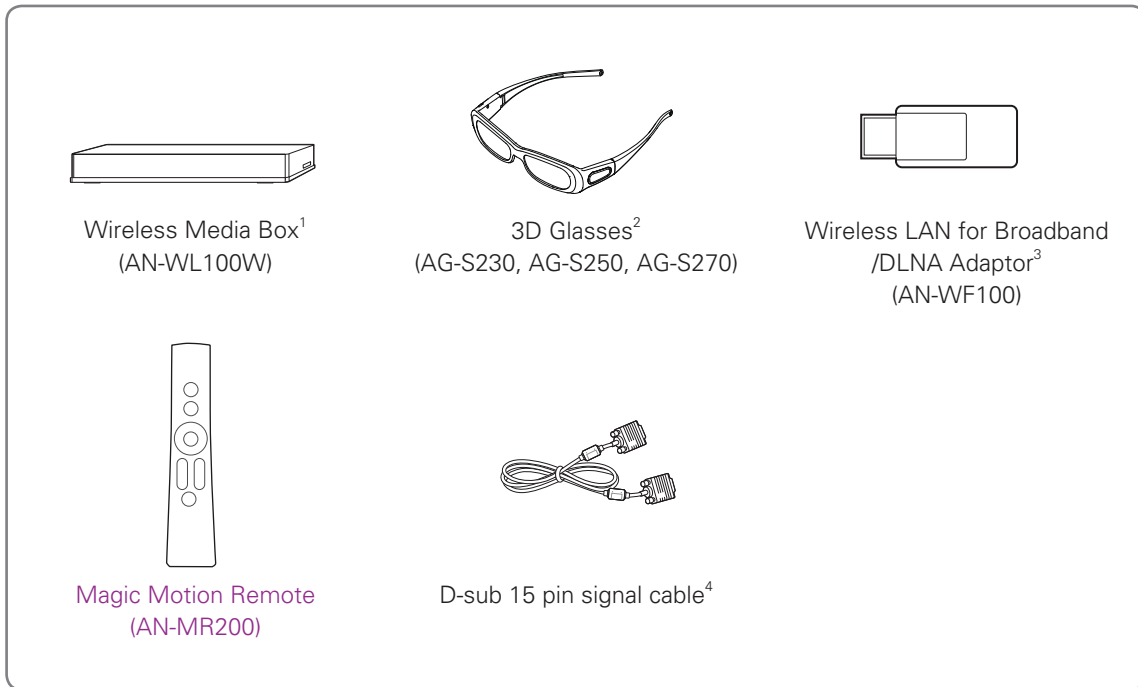 Wireless Media Box¹
(AN-WL100W)
3D Glasses²
(AG-S230, AG-S250, AG-S270)
Wireless LAN for Broadband
/DLNA Adaptor³
(AN-WF100)
Magic Motion Remote
(AN-MR200)
D-sub 15 pin signal cable⁴